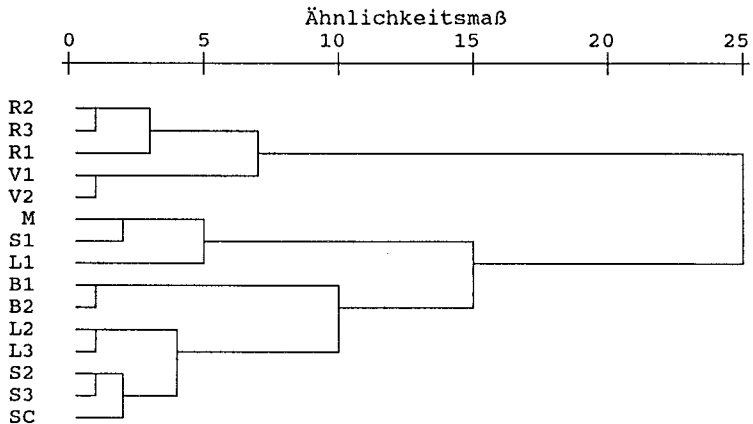 Ähnlichkeitsmaß
0 5 10 15 20 25
R2
R3
R1
V1
V2
M
S1
L1
B1
B2
L2
L3
S2
S3
SC